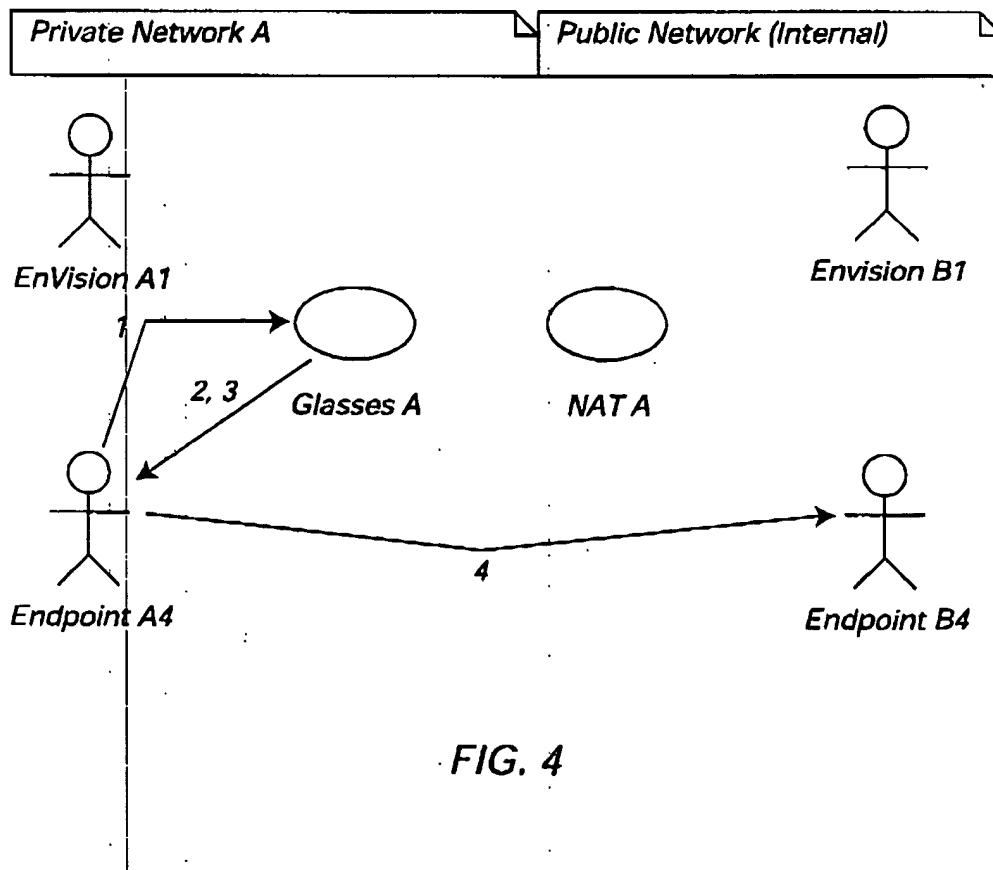 Private Network A
Public Network (Internal)
EnVision A1
Envision B1
1
2, 3
Glasses A
NAT A
4
Endpoint A4
Endpoint B4
FIG. 4